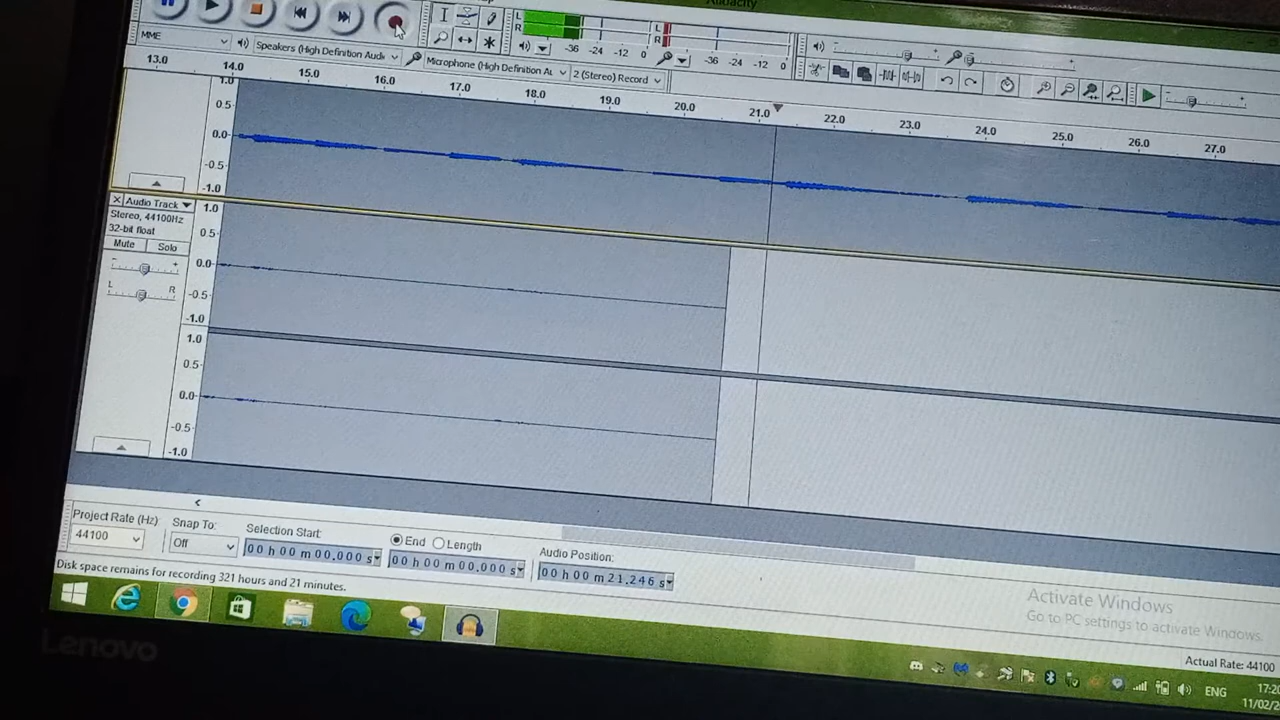 Audacity
L
R
-36 -24 -12 0
L
R
-36 -24 -12 0
MME
Speakers (High Definition Audi
Microphone (High Definition Au
2 (Stereo) Record
13.0 14.0 15.0 16.0 17.0 18.0 19.0 20.0 21.0 22.0 23.0 24.0 25.0 26.0 27.0
1.0
0.5
0.0
-0.5
-1.0
Audio Track
Stereo, 44100Hz
32-bit float
Mute Solo
- +
L R
1.0
0.5
0.0
-0.5
-1.0
1.0
0.5
0.0
-0.5
-1.0
Project Rate (Hz)
44100
Snap To:
Off
Selection Start:
00 h 00 m 00.000 s
End Length
00 h 00 m 00.000 s
Audio Position:
00 h 00 m 21.246 s
Disk space remains for recording 321 hours and 21 minutes.
Activate Windows
Go to PC settings to activate Windows.
Actual Rate: 44100
ENG
17:20
11/02/2
Lenovo